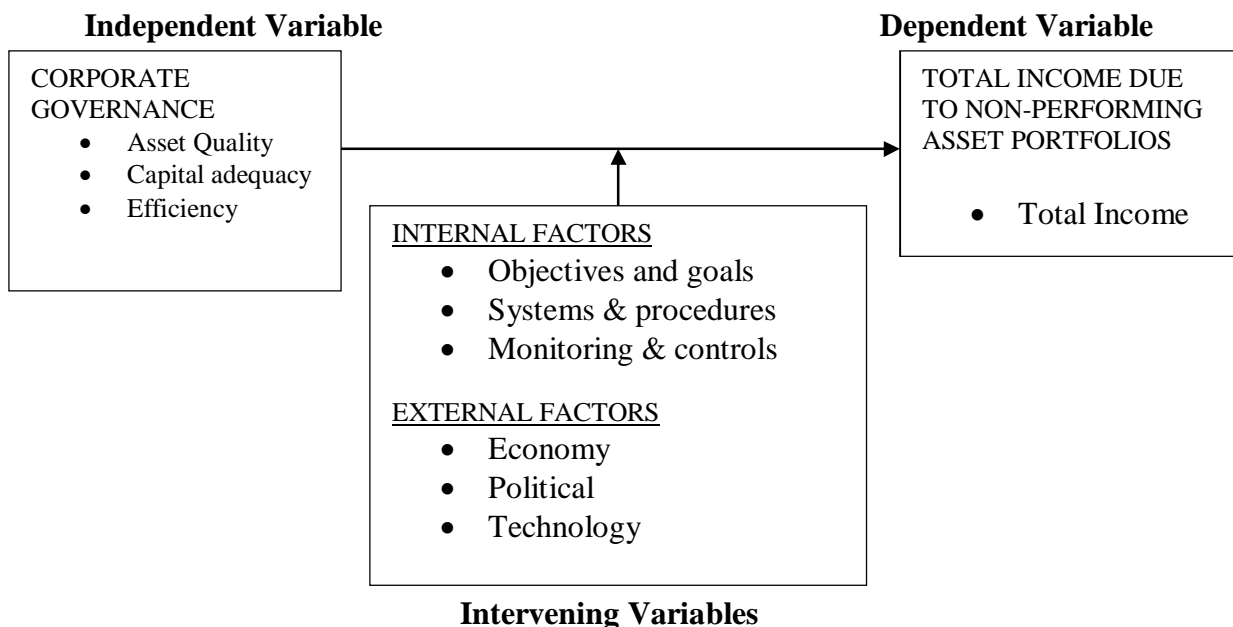 Independent Variable
CORPORATE
GOVERNANCE
• Asset Quality
• Capital adequacy
• Efficiency
Dependent Variable
TOTAL INCOME DUE
TO NON-PERFORMING
ASSET PORTFOLIOS
• Total Income
INTERNAL FACTORS
• Objectives and goals
• Systems & procedures
• Monitoring & controls
EXTERNAL FACTORS
• Economy
• Political
• Technology
Intervening Variables